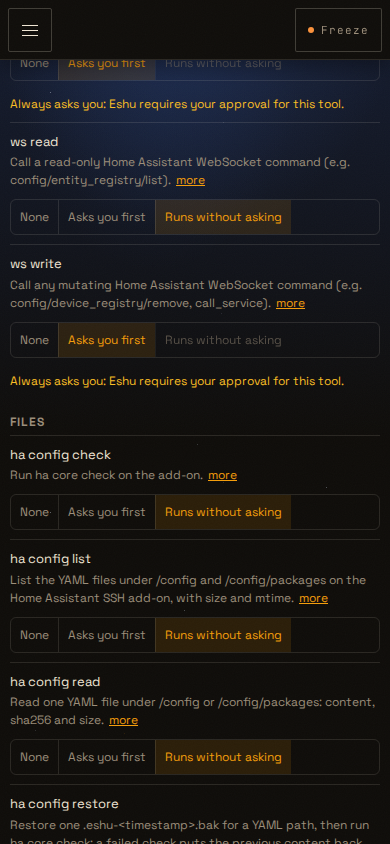 Freeze
None Asks you first Runs without asking
Always asks you: Eshu requires your approval for this tool.
ws read
Call a read-only Home Assistant WebSocket command (e.g.
config/entity_registry/list). more
None Asks you first Runs without asking
ws write
Call any mutating Home Assistant WebSocket command (e.g.
config/device_registry/remove, call_service). more
None Asks you first Runs without asking
Always asks you: Eshu requires your approval for this tool.
FILES
ha config check
Run ha core check on the add-on. more
None Asks you first Runs without asking
ha config list
List the YAML files under /config and /config/packages on the
Home Assistant SSH add-on, with size and mtime. more
None Asks you first Runs without asking
ha config read
Read one YAML file under /config or /config/packages: content,
sha256 and size. more
None Asks you first Runs without asking
ha config restore
Restore one .eshu-<timestamp>.bak for a YAML path, then run
ha core check; a failed check puts the previous content back.